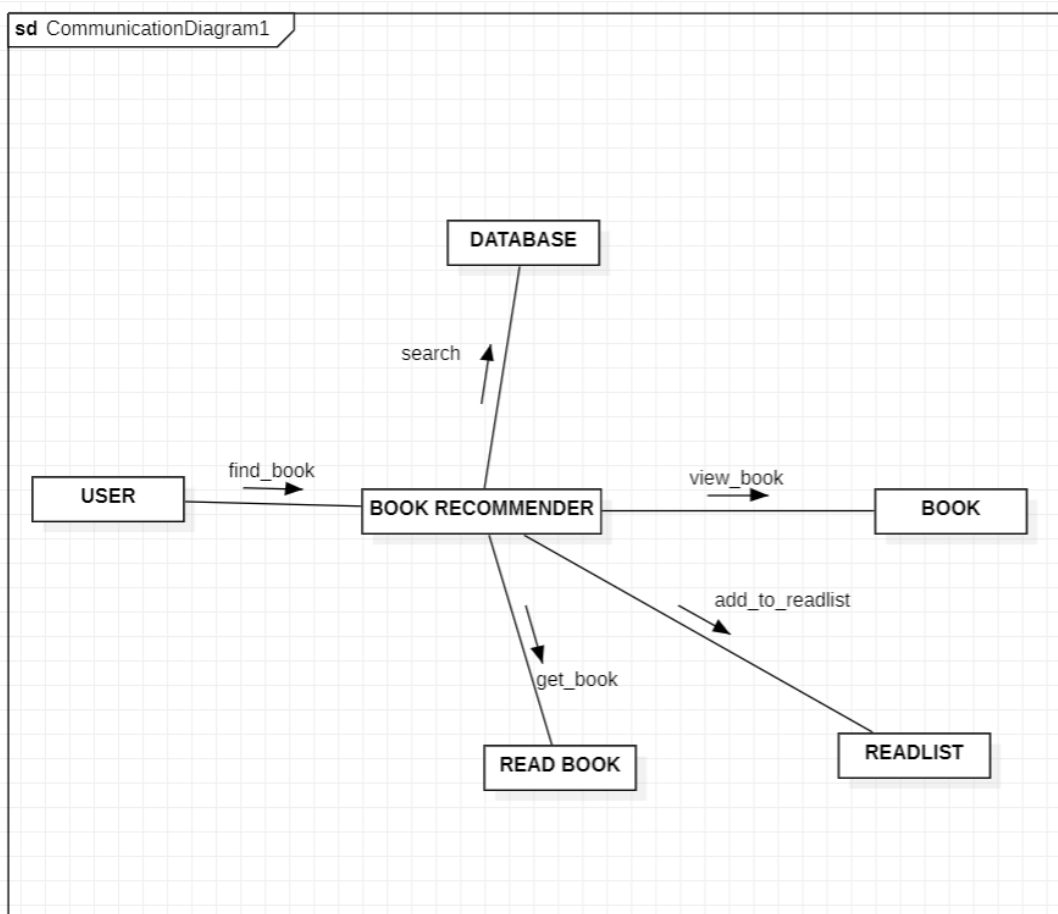 sd CommunicationDiagram1
DATABASE
search
find_book
view_book
USER
BOOK RECOMMENDER
BOOK
add_to_readlist
get_book
READ BOOK
READLIST